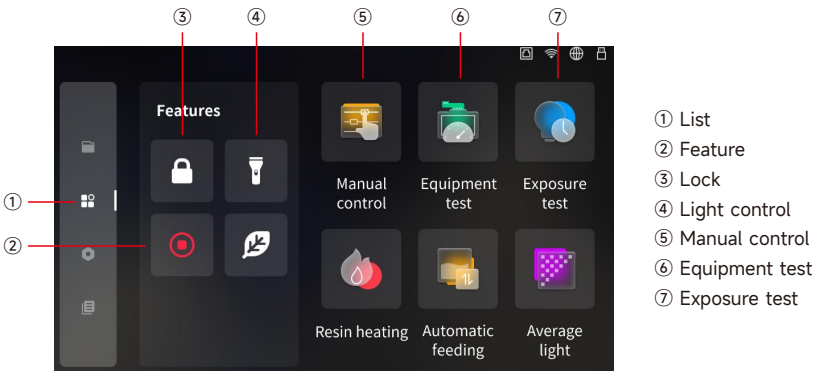 ③ ④ ⑤ ⑥ ⑦
Features
Manual
control
Equipment
test
Exposure
test
①
②
Resin heating
Automatic
feeding
Average
light
① List
② Feature
③ Lock
④ Light control
⑤ Manual control
⑥ Equipment test
⑦ Exposure test